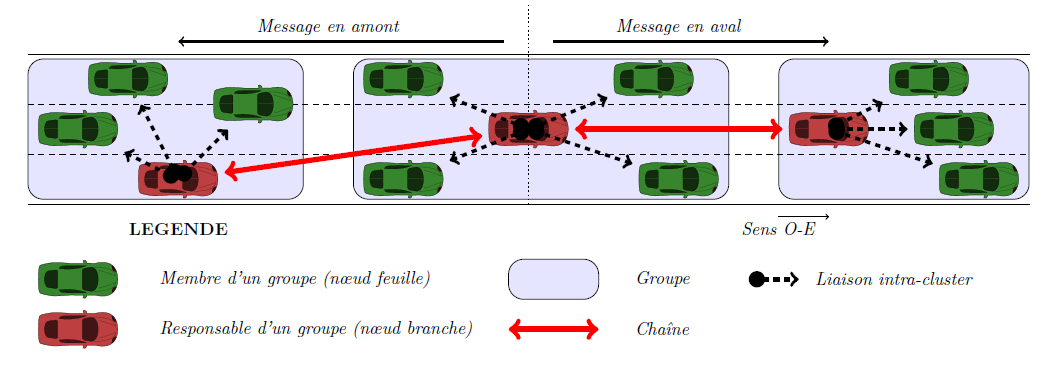 Message en amont
Message en aval
LEGENDE
Sens O-E
Membre d'un groupe (nœud feuille)
Groupe
Liaison intra-cluster
Responsable d'un groupe (nœud branche)
Chaîne